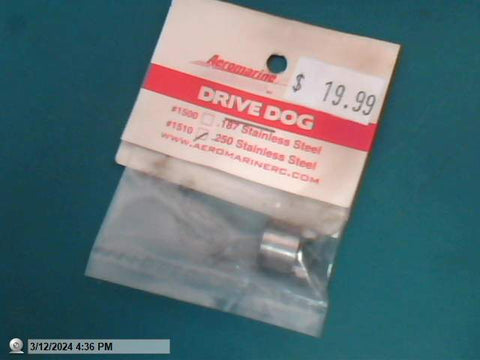 Aeromarine
$ 19.99
DRIVE DOG
#1500 .187 Stainless Steel
#1510 .250 Stainless Steel
WWW.AEROMARINERC.COM
3/12/2024 4:36 PM